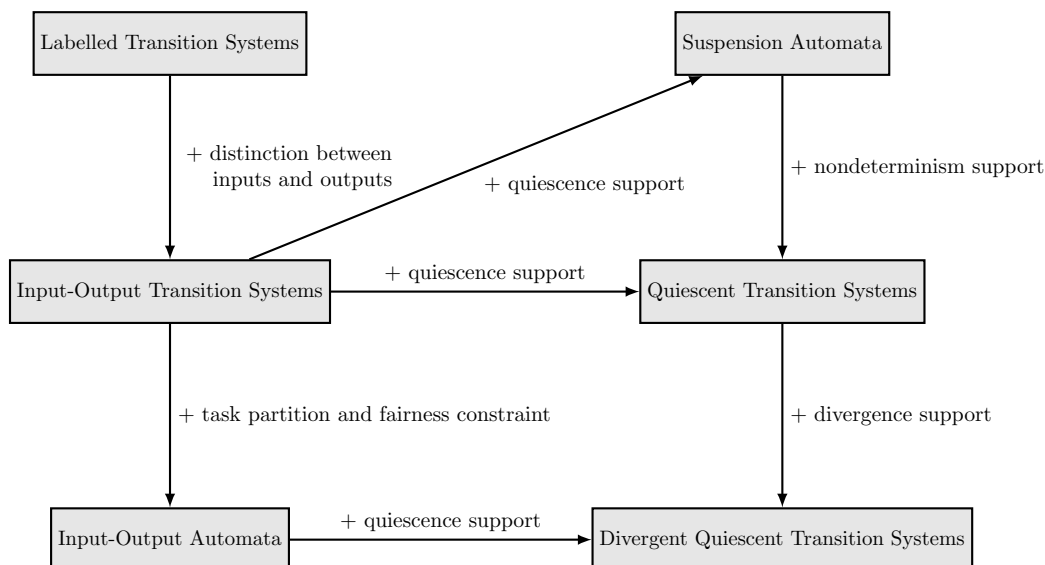 Labelled Transition Systems
Suspension Automata
+ distinction between
inputs and outputs
+ quiescence support
+ nondeterminism support
+ quiescence support
Input-Output Transition Systems
Quiescent Transition Systems
+ task partition and fairness constraint
+ divergence support
+ quiescence support
Input-Output Automata
Divergent Quiescent Transition Systems